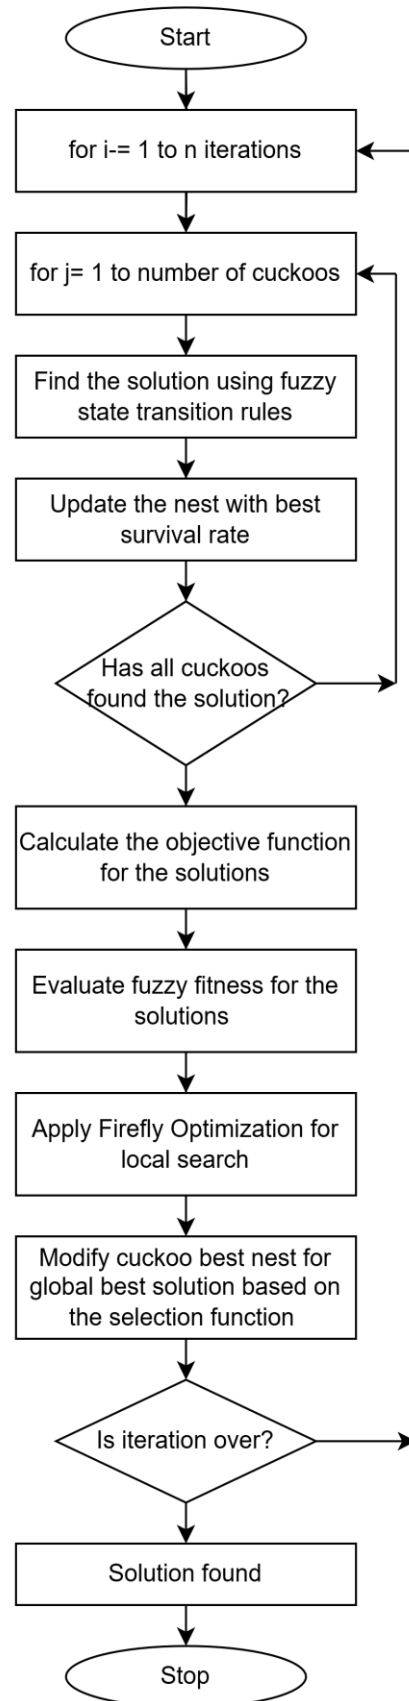 Start
for i-= 1 to n iterations
for j= 1 to number of cuckoos
Find the solution using fuzzy
state transition rules
Update the nest with best
survival rate
Has all cuckoos
found the solution?
Calculate the objective function
for the solutions
Evaluate fuzzy fitness for the
solutions
Apply Firefly Optimization for
local search
Modify cuckoo best nest for
global best solution based on
the selection function
Is iteration over?
Solution found
Stop